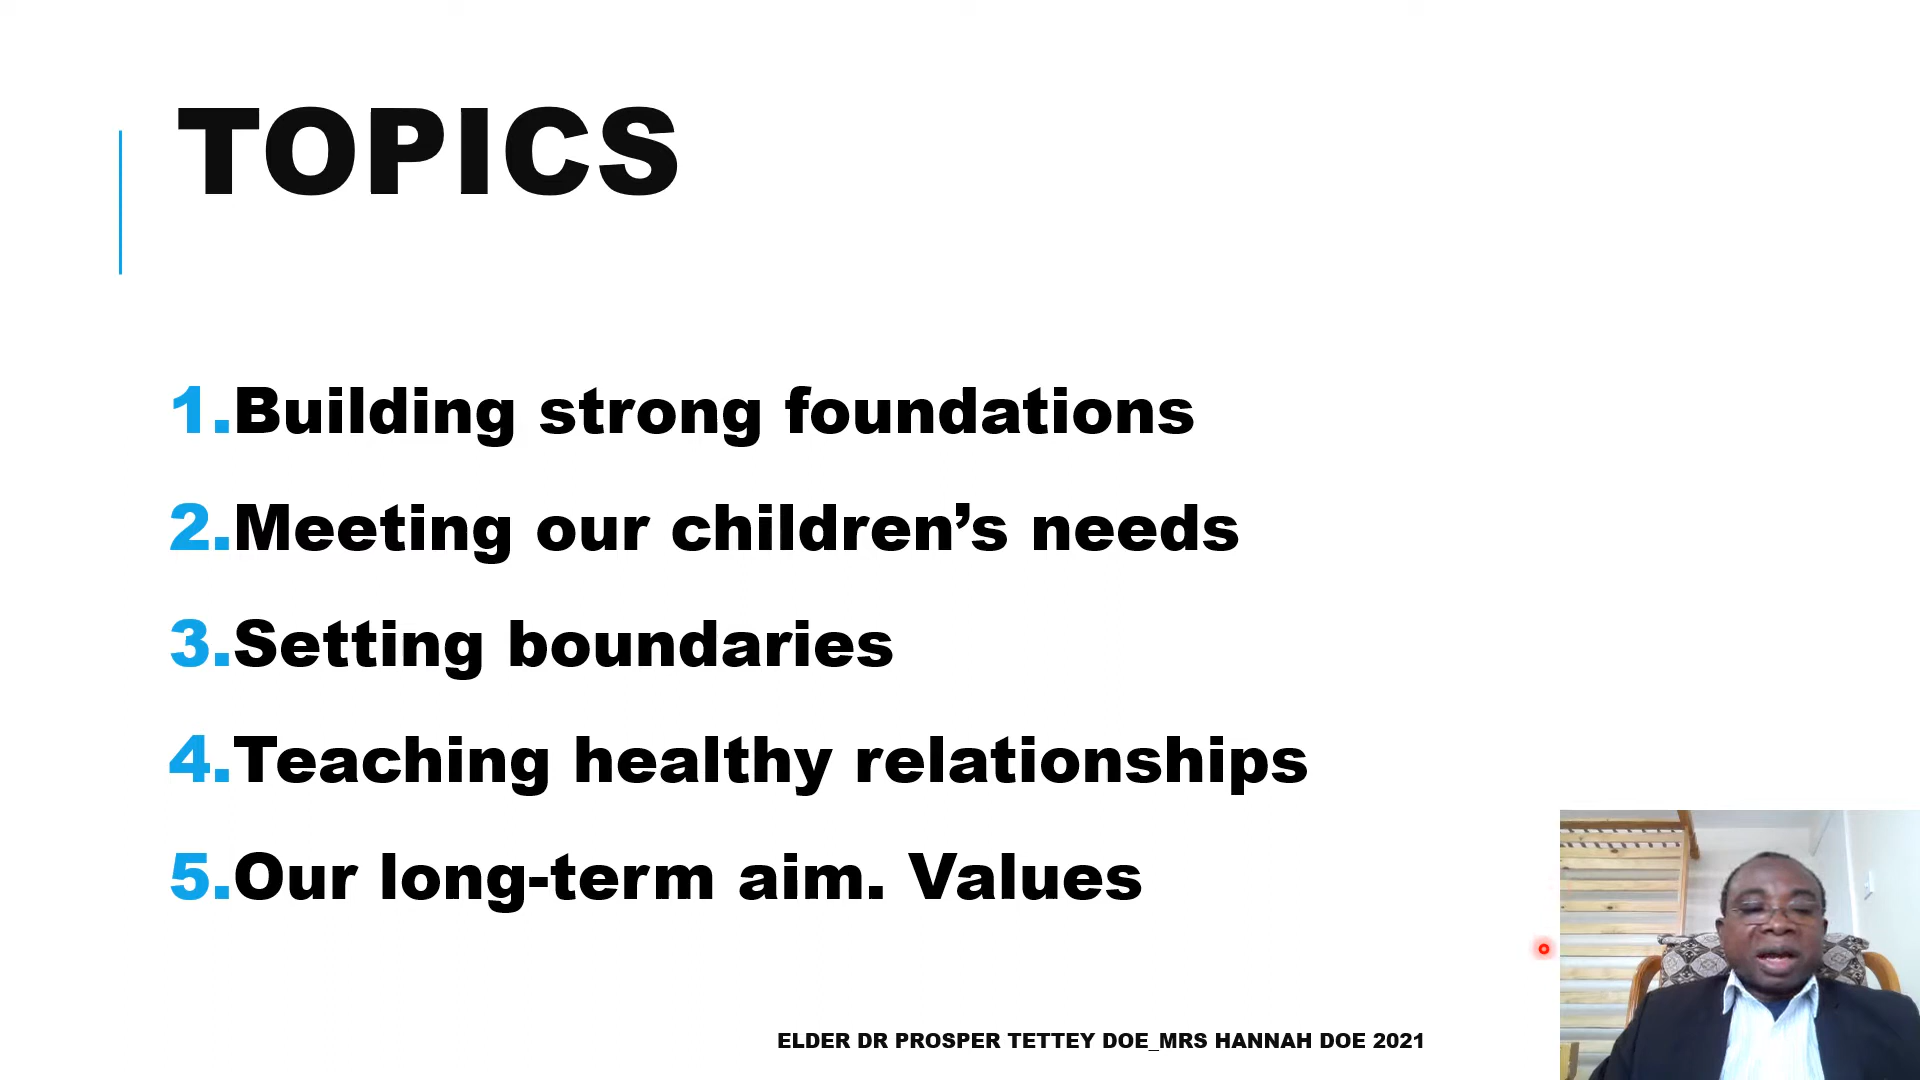 TOPICS
1.Building strong foundations
2.Meeting our children’s needs
3.Setting boundaries
4.Teaching healthy relationships
5.Our long-term aim. Values
ELDER DR PROSPER TETTEY DOE_MRS HANNAH DOE 2021